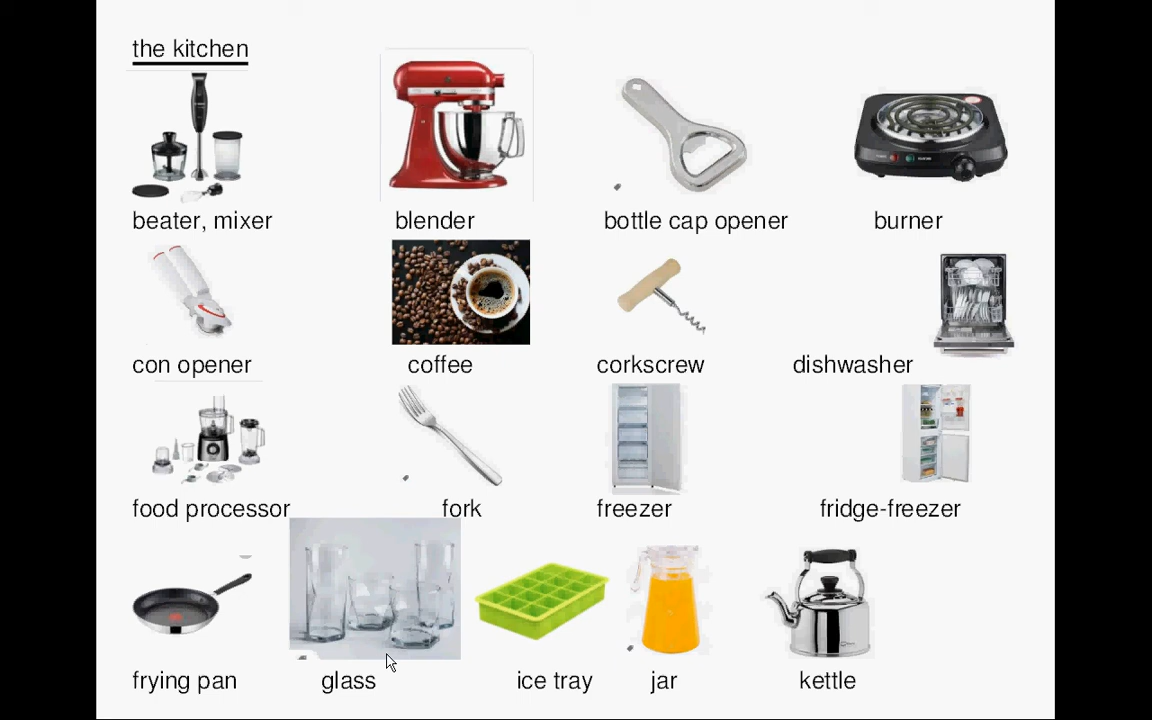 the kitchen
beater, mixer
blender
bottle cap opener
burner
con opener
coffee
corkscrew
dishwasher
food processor
fork
freezer
fridge-freezer
frying pan
glass
ice tray
jar
kettle